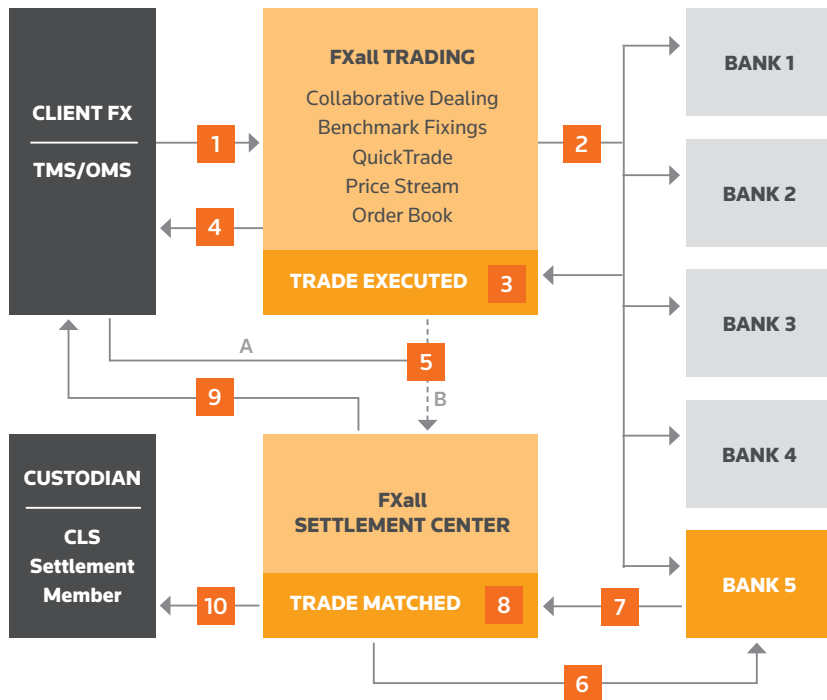 CLIENT FX
TMS/OMS
1
4
FXall TRADING
Collaborative Dealing
Benchmark Fixings
QuickTrade
Price Stream
Order Book
TRADE EXECUTED 3
2
BANK 1
BANK 2
BANK 3
BANK 4
BANK 5
A
5
B
9
CUSTODIAN
CLS
Settlement
Member
10
FXall
SETTLEMENT CENTER
TRADE MATCHED 8
7
6